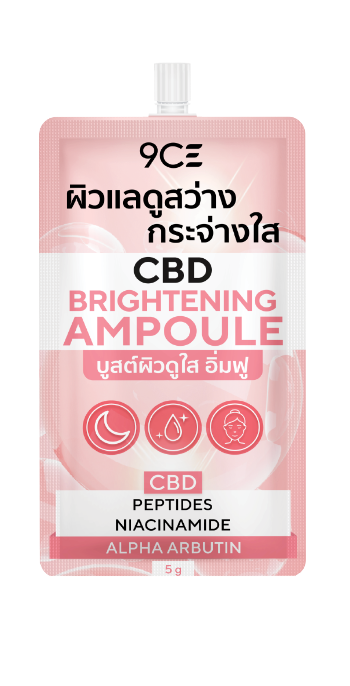 9CE
ผิวแลดูสว่าง
กระจ่างใส
CBD
BRIGHTENING
AMPOULE
บูสต์ผิวดูใส อิ่มฟู
CBD
PEPTIDES
NIACINAMIDE
ALPHA ARBUTIN
5 g